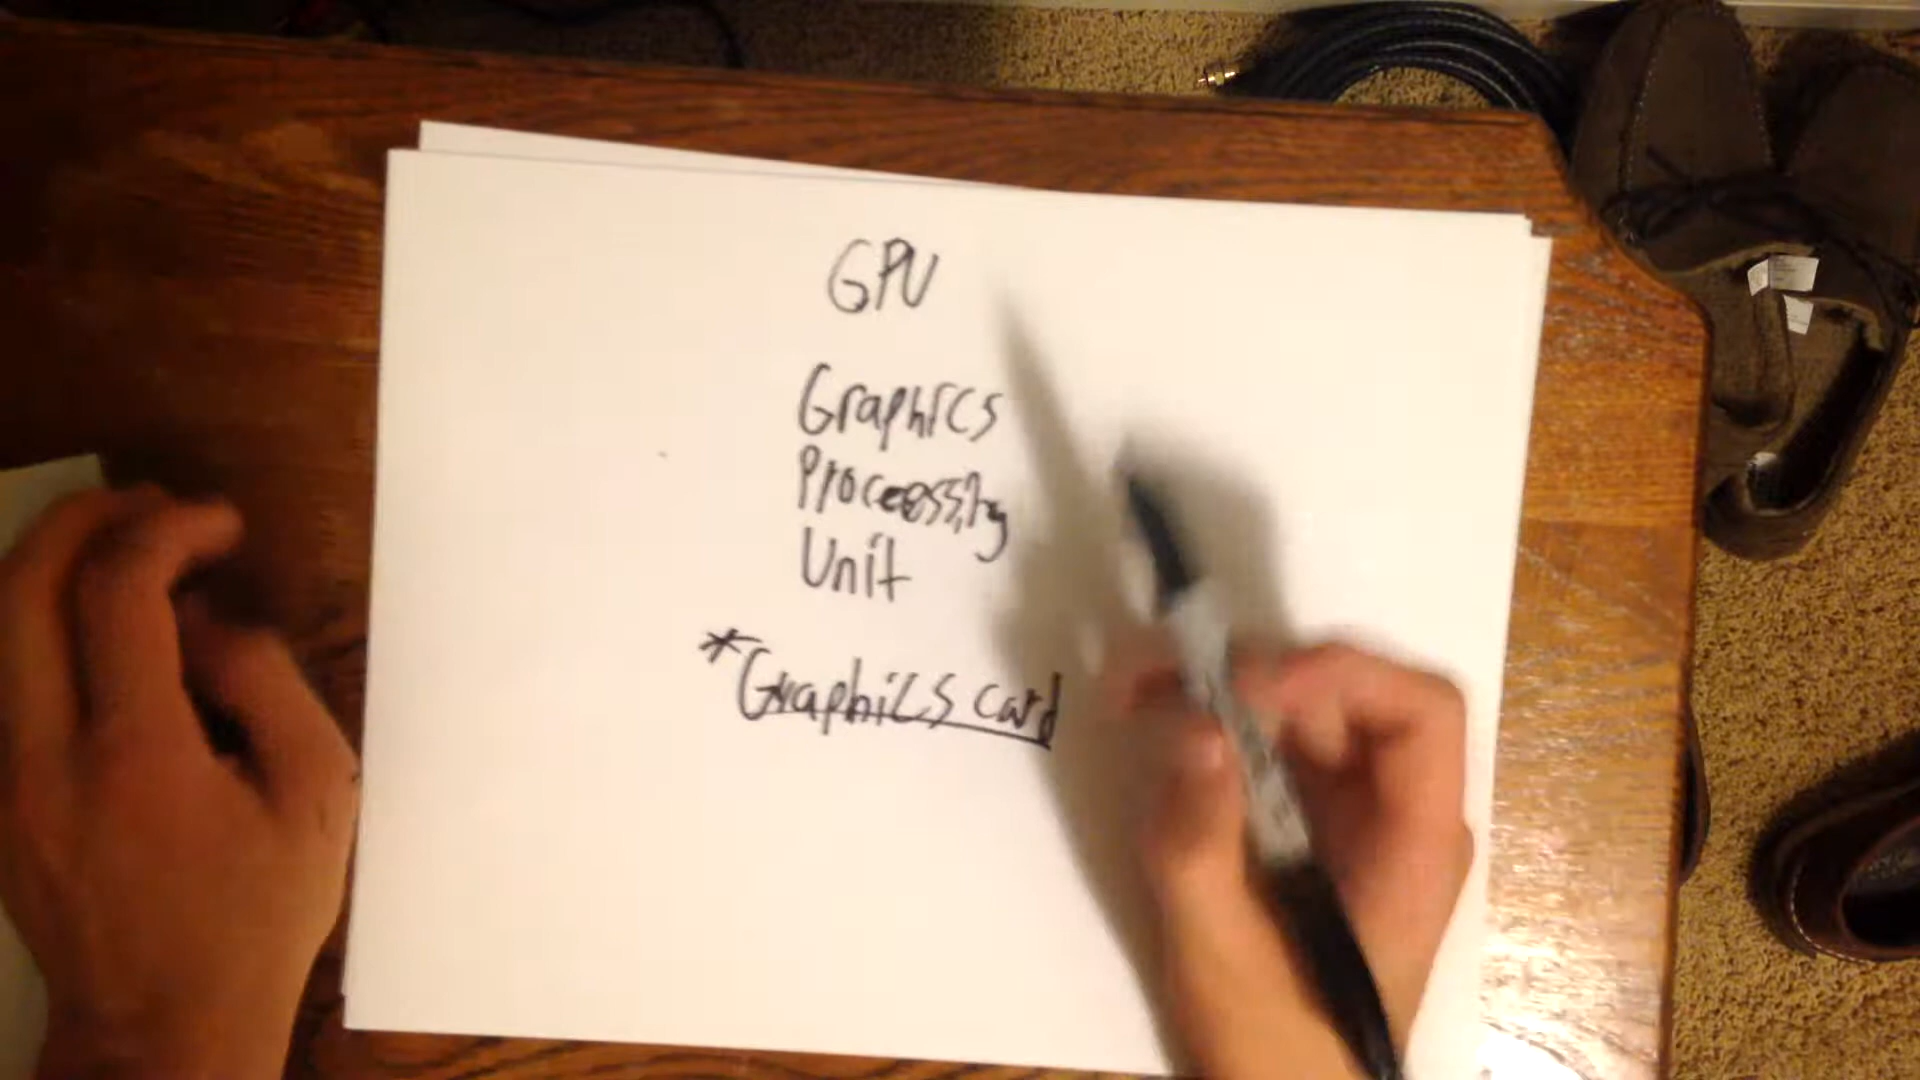 GPU
Graphics
Processing
Unit
*Graphics card